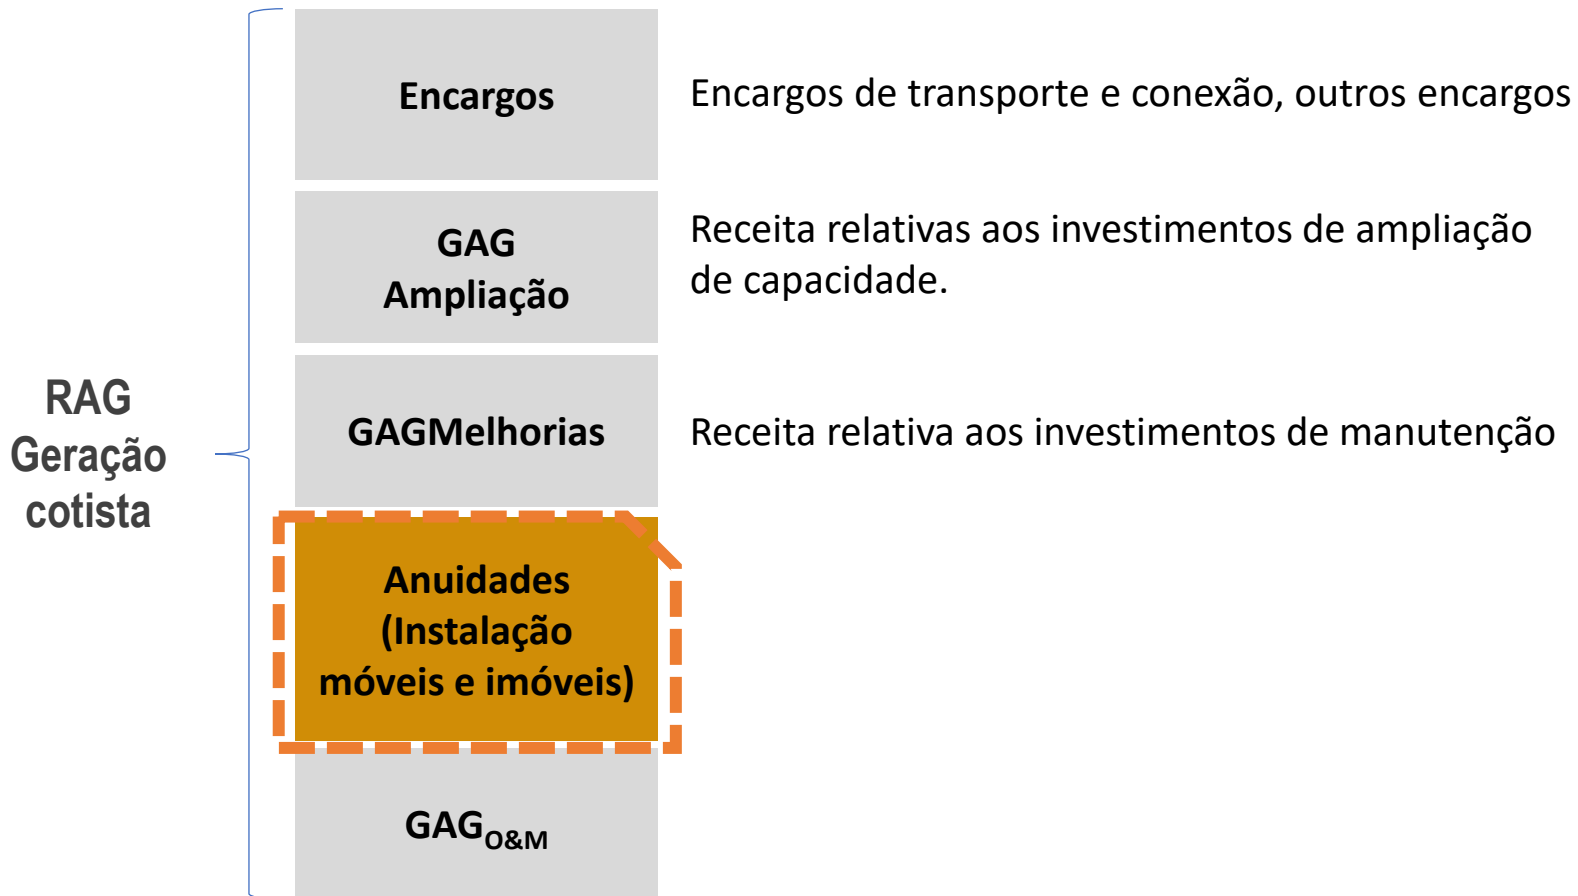 Encargos
Encargos de transporte e conexão, outros encargos
GAG
Ampliação
Receita relativas aos investimentos de ampliação
de capacidade.
RAG
Geração
cotista
GAGMelhorias
Receita relativa aos investimentos de manutenção
Anuidades
(Instalação
móveis e imóveis)
GAGO&M